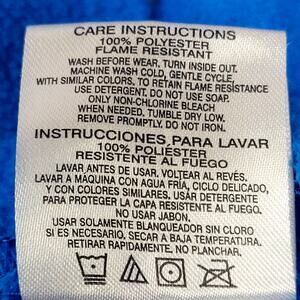 CARE INSTRUCTIONS
100% POLYESTER
FLAME RESISTANT
WASH BEFORE WEAR, TURN INSIDE OUT.
MACHINE WASH COLD, GENTLE CYCLE,
WITH SIMILAR COLORS, TO RETAIN FLAME RESISTANCE
USE DETERGENT. DO NOT USE SOAP.
ONLY NON-CHLORINE BLEACH
WHEN NEEDED, TUMBLE DRY LOW.
REMOVE PROMPTLY. DO NOT IRON.
INSTRUCCIONES PARA LAVAR
100% POLIÉSTER
RESISTENTE AL FUEGO
LAVAR ANTES DE USAR. VOLTEAR AL REVÉS.
LAVAR A MAQUINA CON AGUA FRÍA, CICLO DELICADO,
Y CON COLORES SIMILARES. USAR DETERGENTE
PARA PROTEGER LA CAPA RESISTENTE AL FUEGO.
NO USAR JABON.
USAR SOLAMENTE BLANQUEADOR SIN CLORO
SI ES NECESARIO. SECAR A BAJA TEMPERATURA.
RETIRAR RAPIDAMENTE. NO PLANCHAR.